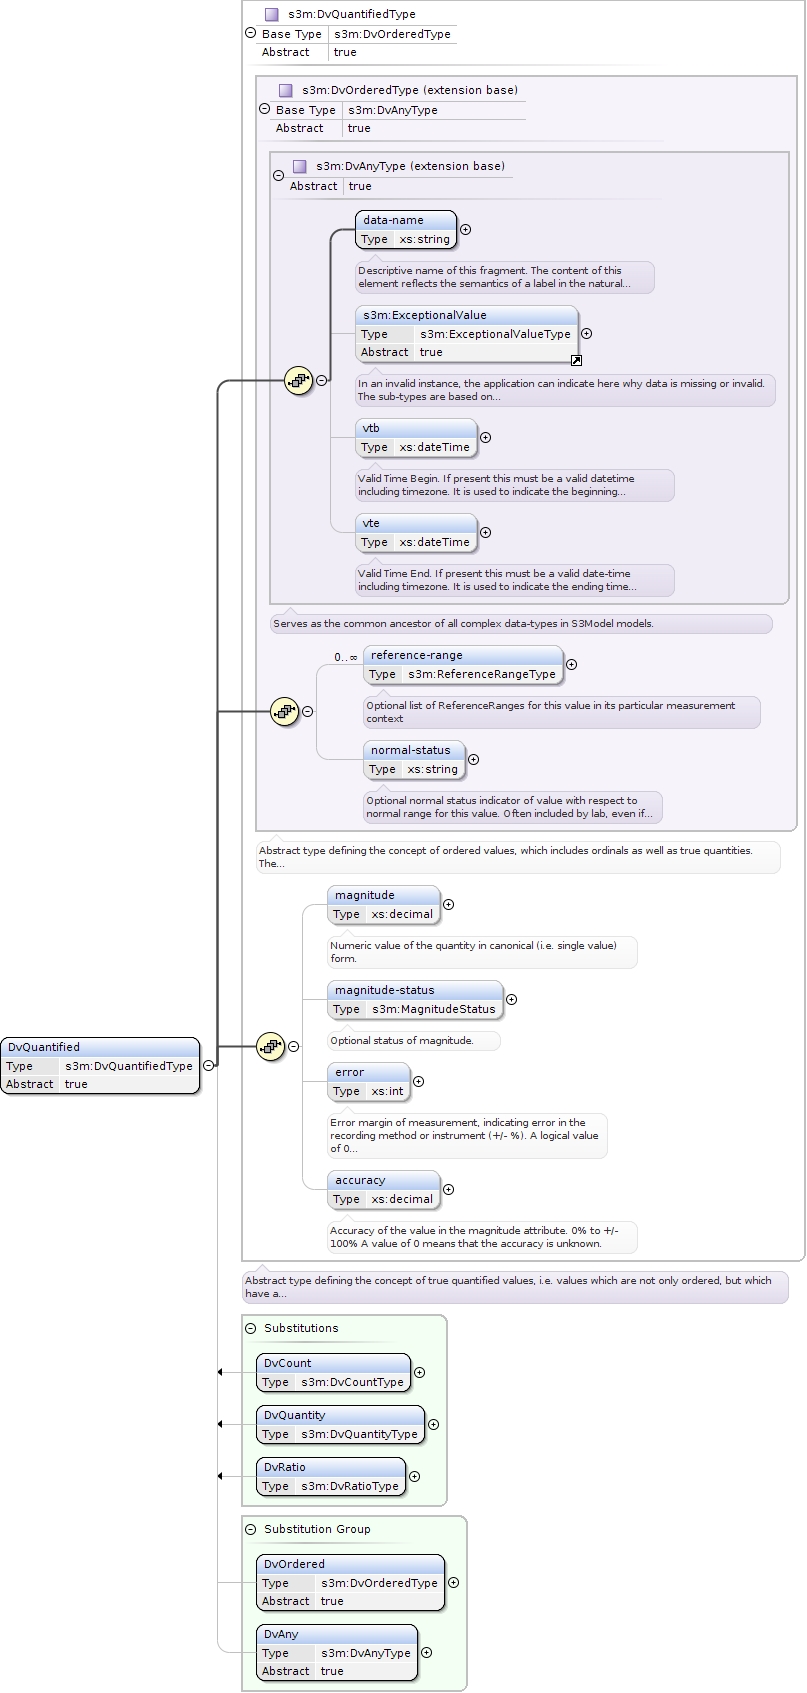 s3m:DvQuantifiedType
Base Type s3m:DvOrderedType
Abstract true
s3m:DvOrderedType (extension base)
Base Type s3m:DvAnyType
Abstract true
s3m:DvAnyType (extension base)
Abstract true
data-name
Type xs:string
Descriptive name of this fragment. The content of this
element reflects the semantics of a label in the natural...
s3m:ExceptionalValue
Type s3m:ExceptionalValueType
Abstract true
In an invalid instance, the application can indicate here why data is missing or invalid.
The sub-types are based on...
vtb
Type xs:dateTime
Valid Time Begin. If present this must be a valid datetime
including timezone. It is used to indicate the beginning...
vte
Type xs:dateTime
Valid Time End. If present this must be a valid date-time
including timezone. It is used to indicate the ending time...
Serves as the common ancestor of all complex data-types in S3Model models.
0..∞
reference-range
Type s3m:ReferenceRangeType
Optional list of ReferenceRanges for this value in its particular measurement
context
normal-status
Type xs:string
Optional normal status indicator of value with respect to
normal range for this value. Often included by lab, even if...
Abstract type defining the concept of ordered values, which includes ordinals as well as true quantities.
The...
magnitude
Type xs:decimal
Numeric value of the quantity in canonical (i.e. single value)
form.
magnitude-status
Type s3m:MagnitudeStatus
Optional status of magnitude.
DvQuantified
Type s3m:DvQuantifiedType
Abstract true
error
Type xs:int
Error margin of measurement, indicating error in the
recording method or instrument (+/- %). A logical value
of 0...
accuracy
Type xs:decimal
Accuracy of the value in the magnitude attribute. 0% to +/-
100% A value of 0 means that the accuracy is unknown.
Abstract type defining the concept of true quantified values, i.e. values which are not only ordered, but which
have a...
Substitutions
DvCount
Type s3m:DvCountType
DvQuantity
Type s3m:DvQuantityType
DvRatio
Type s3m:DvRatioType
Substitution Group
DvOrdered
Type s3m:DvOrderedType
Abstract true
DvAny
Type s3m:DvAnyType
Abstract true